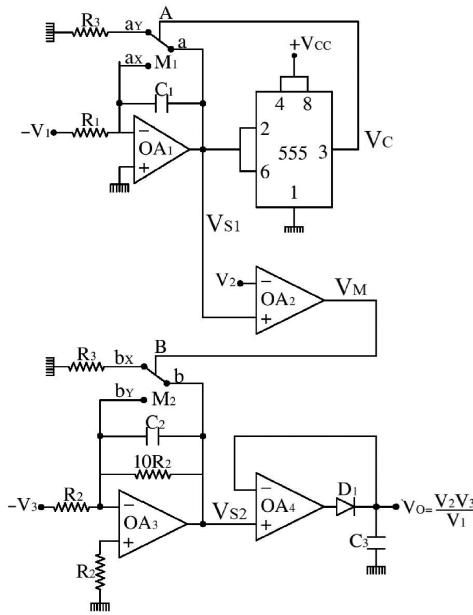 A
R3
aY
a
+VCC
aX
M1
C1
4 8
-V1
R1
-
OA1
+
2
555
3
VC
6
1
VS1
V2
-
OA2
+
VM
B
R3
bX
b
bY
M2
C2
10R2
-V3
R2
-
OA3
+
VS2
-
OA4
+
D1
VO=V2V3/V1
C3
R2